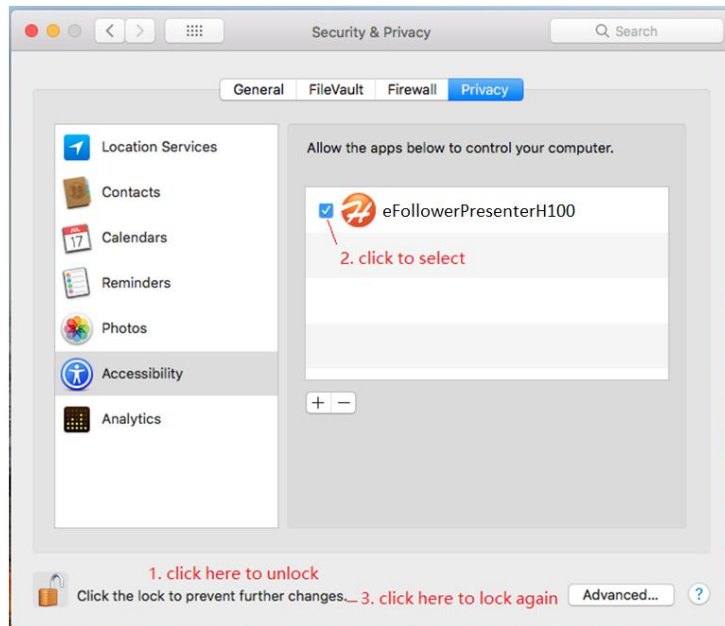 Security & Privacy
Search
General FileVault Firewall Privacy
Location Services
Contacts
JUL
17
Calendars
Reminders
Photos
Accessibility
Analytics
Allow the apps below to control your computer.
H eFollowerPresenterH100
2. click to select
+ −
1. click here to unlock
Click the lock to prevent further changes. 3. click here to lock again
Advanced... ?